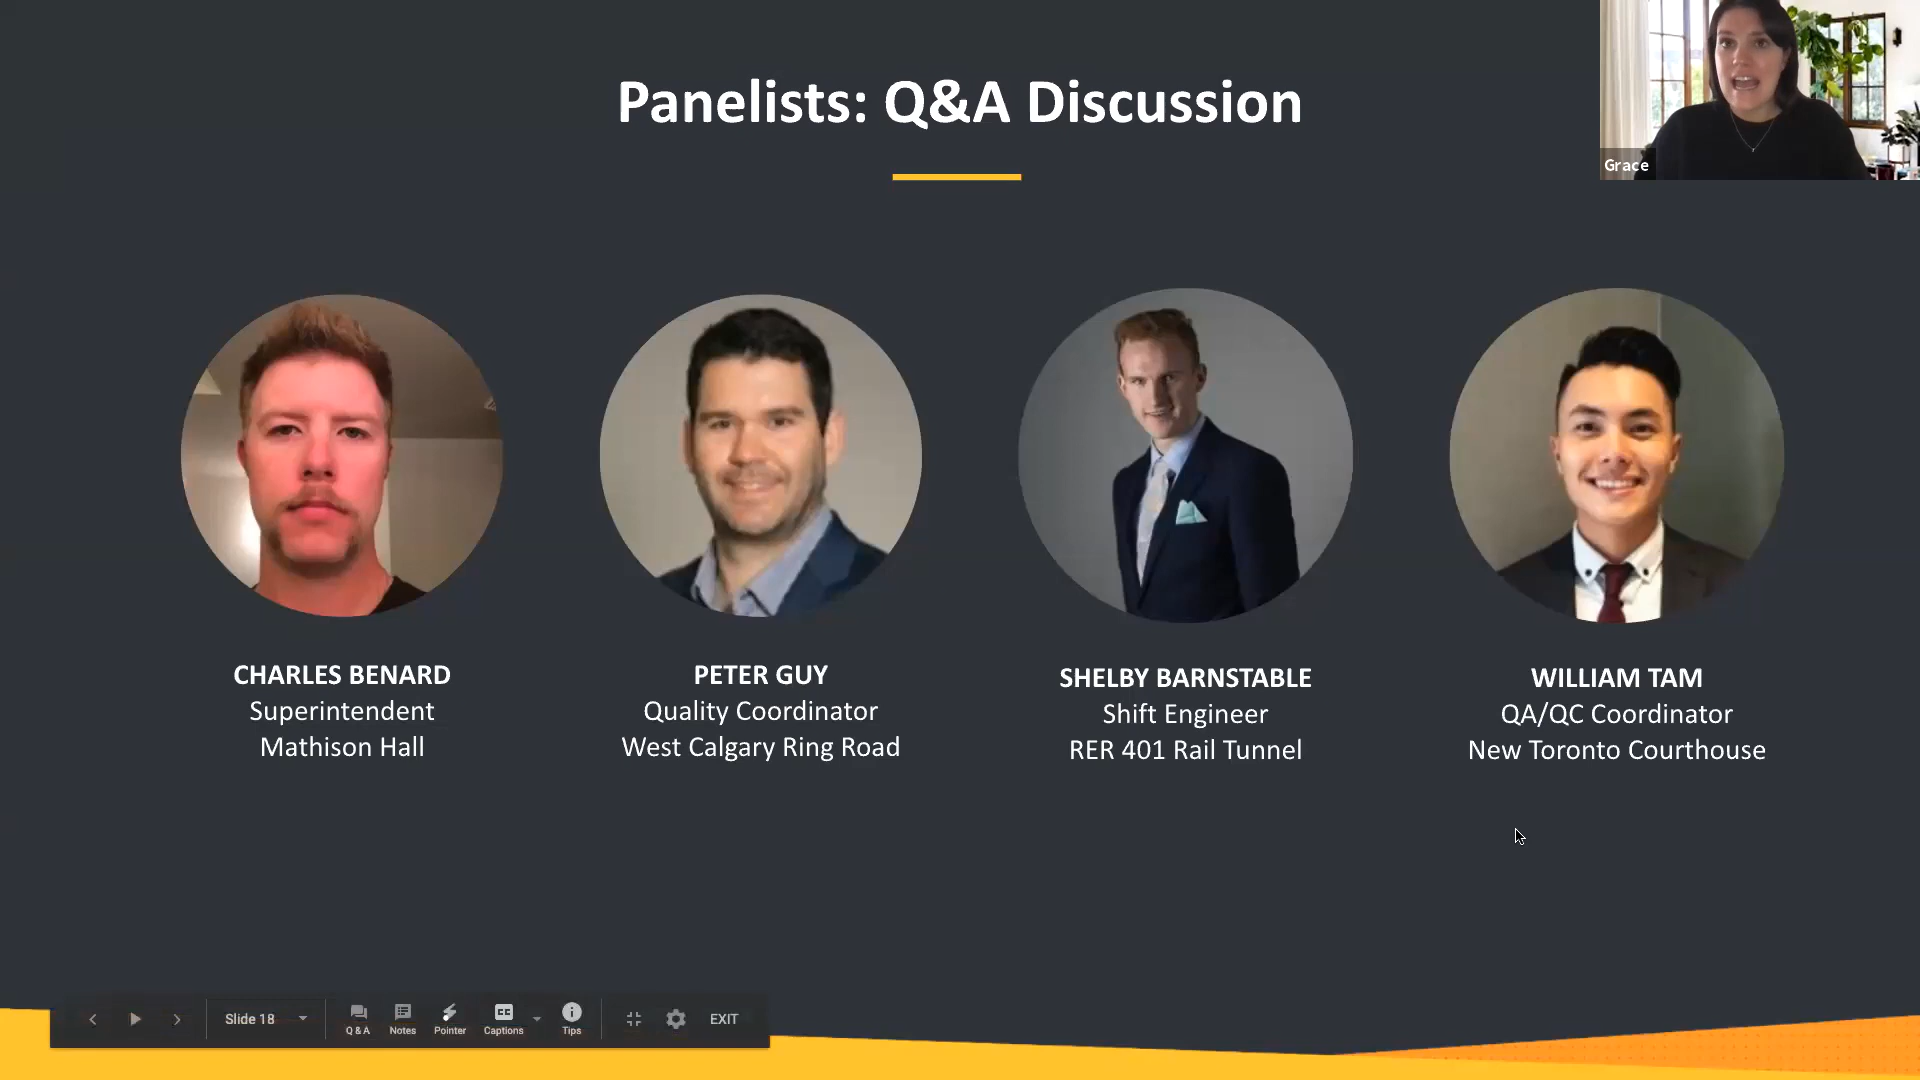 Panelists: Q&A Discussion
Grace
CHARLES BENARD
Superintendent
Mathison Hall
PETER GUY
Quality Coordinator
West Calgary Ring Road
SHELBY BARNSTABLE
Shift Engineer
RER 401 Rail Tunnel
WILLIAM TAM
QA/QC Coordinator
New Toronto Courthouse
Slide 18
Q & A
Notes
Pointer
CC
Captions
Tips
EXIT